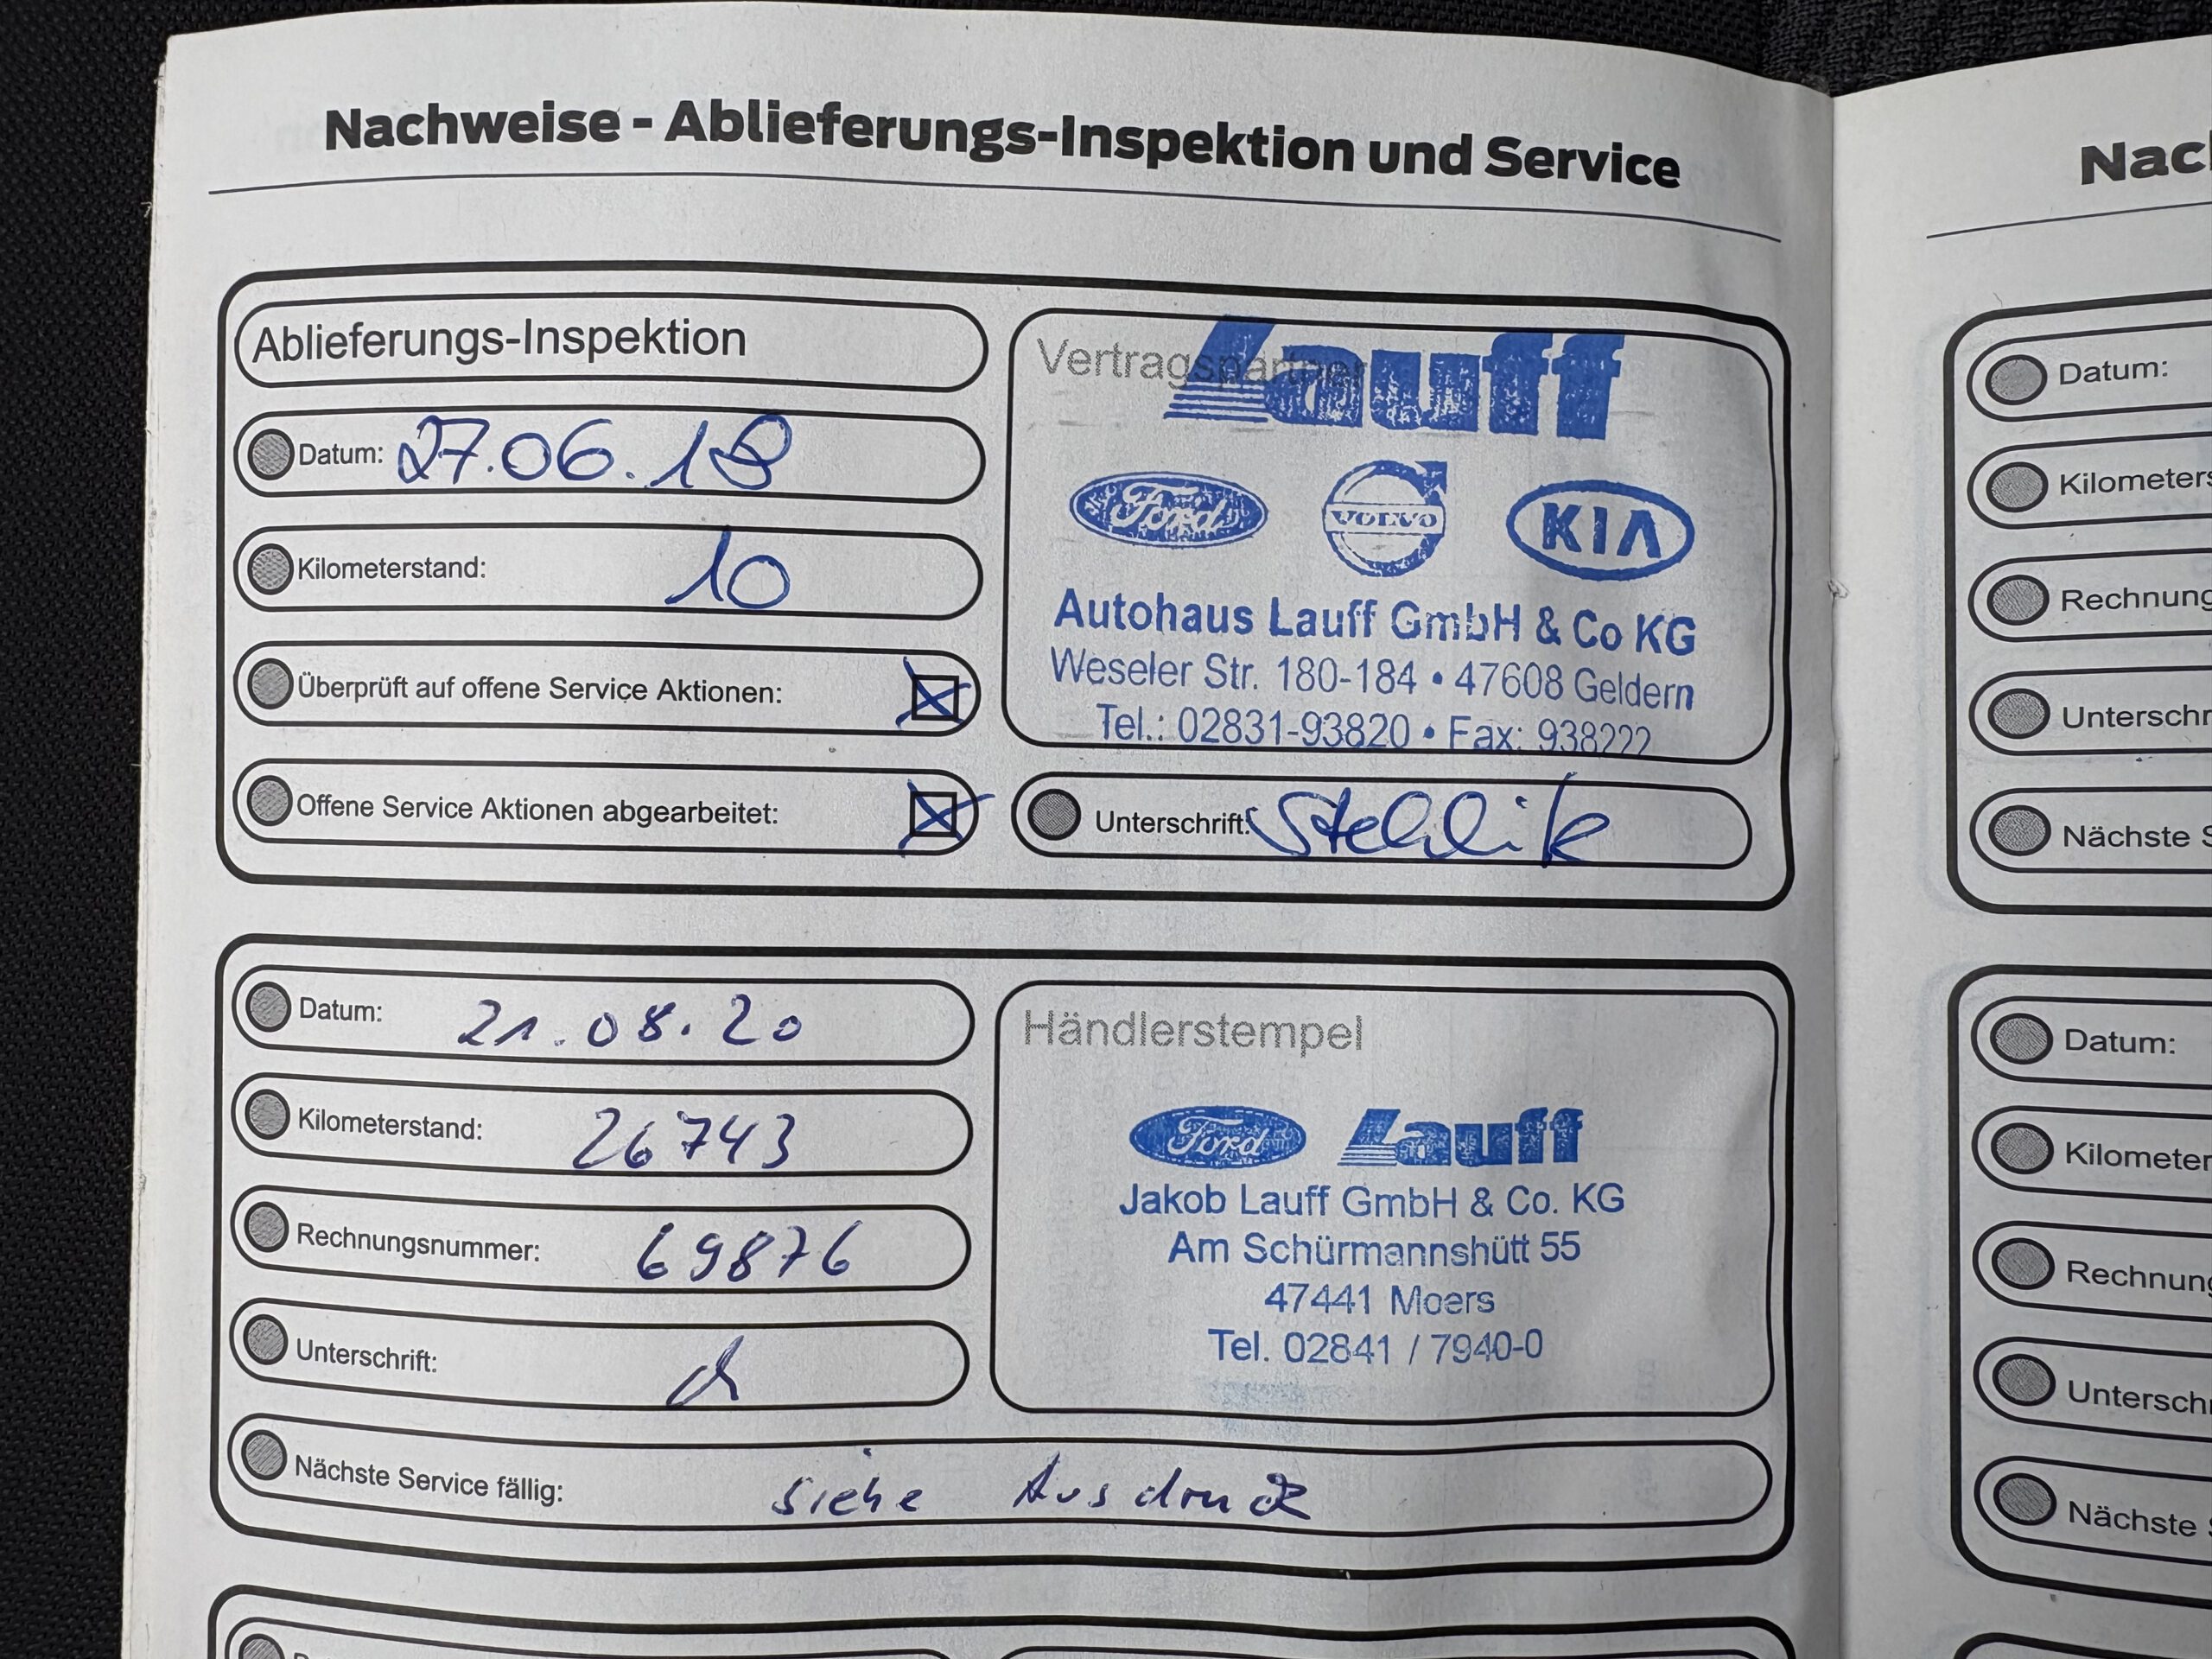 Nachweise - Ablieferungs-Inspektion und Service
Ablieferungs-Inspektion
Datum: 27.06.18
Kilometerstand: 10
Überprüft auf offene Service Aktionen:
Offene Service Aktionen abgearbeitet:
Vertragspartner
Lauff
Ford VOLVO KIA
Autohaus Lauff GmbH & Co KG
Weseler Str. 180-184 • 47608 Geldern
Tel.: 02831-93820 • Fax: 938222
Unterschrift: Stehlik
Datum: 21.08.20
Kilometerstand: 26743
Rechnungsnummer: 69876
Unterschrift:
Händlerstempel
Ford Lauff
Jakob Lauff GmbH & Co. KG
Am Schürmannshütt 55
47441 Moers
Tel. 02841 / 7940-0
Nächste Service fällig: siehe Ausdruck
Nac
Datum:
Kilometers
Rechnung
Unterschr
Nächste S
Datum:
Kilometer
Rechnung
Unterschr
Nächste S